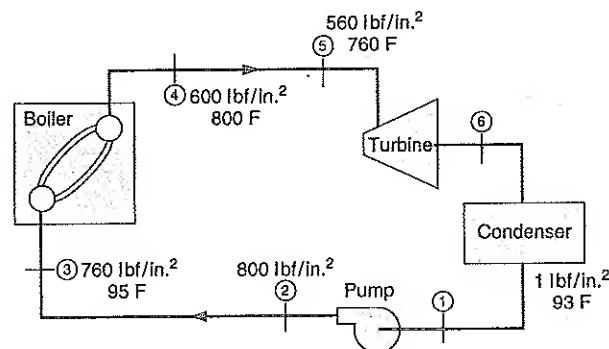 560 lbf/in.²
⑤ 760 F
④ 600 lbf/in.²
800 F
Boiler
⑥
Turbine
Condenser
③ 760 lbf/in.²
95 F
800 lbf/in.²
②
Pump
①
1 lbf/in.²
93 F